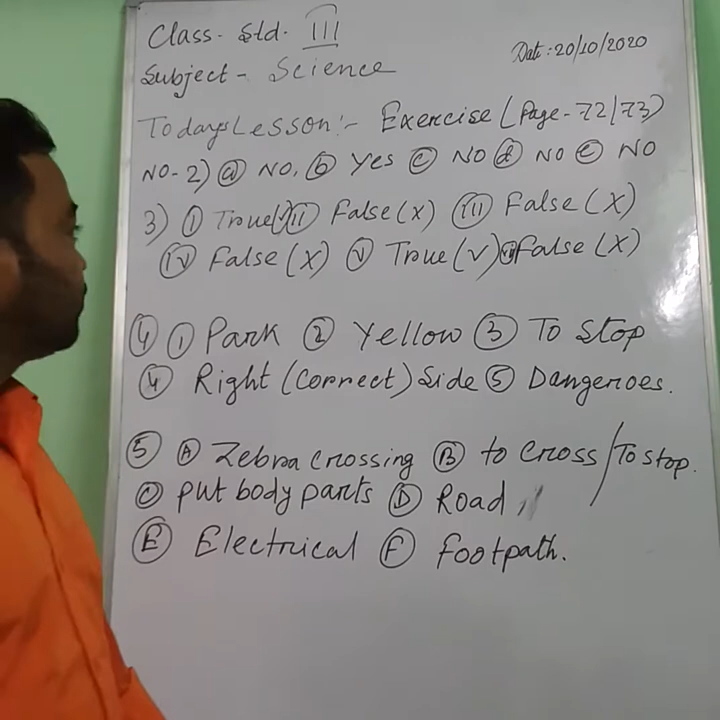 Class- Std. III
Date: 20/10/2020
Subject- Science
Todays Lesson:- Exercise (Page-72/73)
NO-2) ⓐ NO, ⓑ Yes ⓒ NO ⓓ NO ⓔ NO
3) ⓘ True(√) ⓘⓘ False(X) ⓘⓘⓘ False(X)
ⓘⓥ False(X) ⓥ True(√) ⓥⓘ False(X)
④ ① Park ② Yellow ③ To Stop
④ Right (Correct) Side ⑤ Dangeroes.
⑤ Ⓐ Zebra crossing Ⓑ to cross/To stop.
Ⓒ put body parts Ⓓ Road
Ⓔ Electrical Ⓕ footpath.